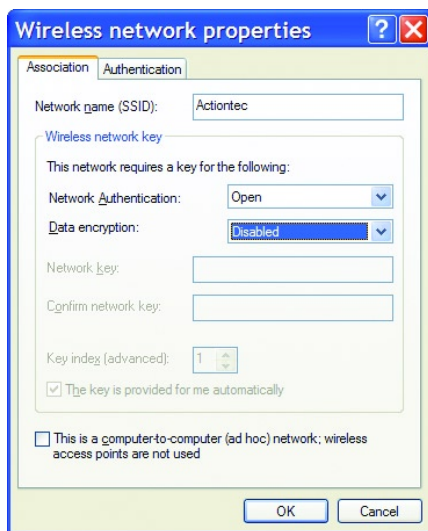 Wireless network properties
Association
Authentication
Network name (SSID):
Actiontec
Wireless network key
This network requires a key for the following:
Network Authentication:
Open
Data encryption:
Disabled
Network key:
Confirm network key:
Key index (advanced):
1
The key is provided for me automatically
This is a computer-to-computer (ad hoc) network; wireless
access points are not used
OK
Cancel